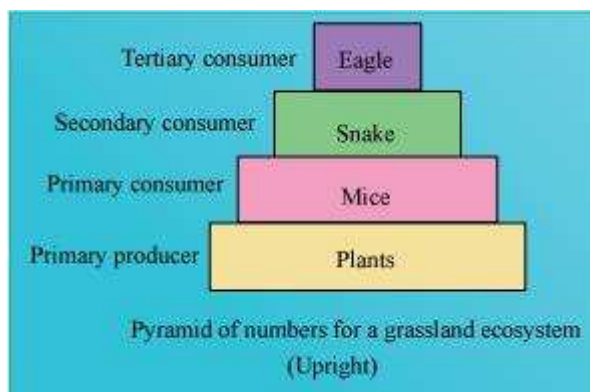 Tertiary consumer Eagle
Secondary consumer Snake
Primary consumer Mice
Primary producer Plants
Pyramid of numbers for a grassland ecosystem
(Upright)